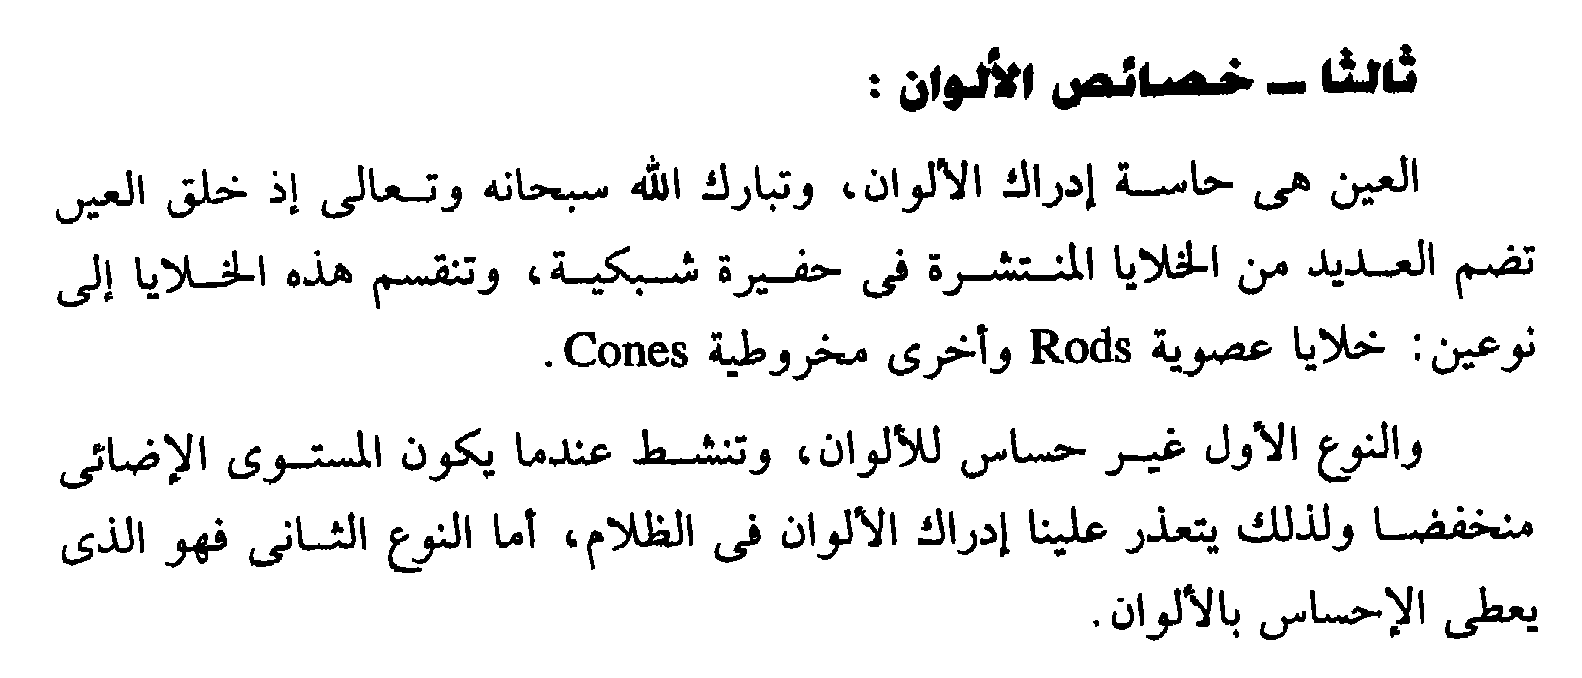 ثالثا ــ خصائص الألوان :
العين هى حاسة إدراك الألوان، وتبارك الله سبحانه وتعالى إذ خلق العين
تضم العديد من الخلايا المنتشرة فى حفيرة شبكية، وتنقسم هذه الخلايا إلى
نوعين: خلايا عصوية Rods وأخرى مخروطية Cones.
والنوع الأول غير حساس للألوان، وتنشط عندما يكون المستوى الإضائى
منخفضا ولذلك يتعذر علينا إدراك الألوان فى الظلام، أما النوع الثانى فهو الذى
يعطى الإحساس بالألوان.